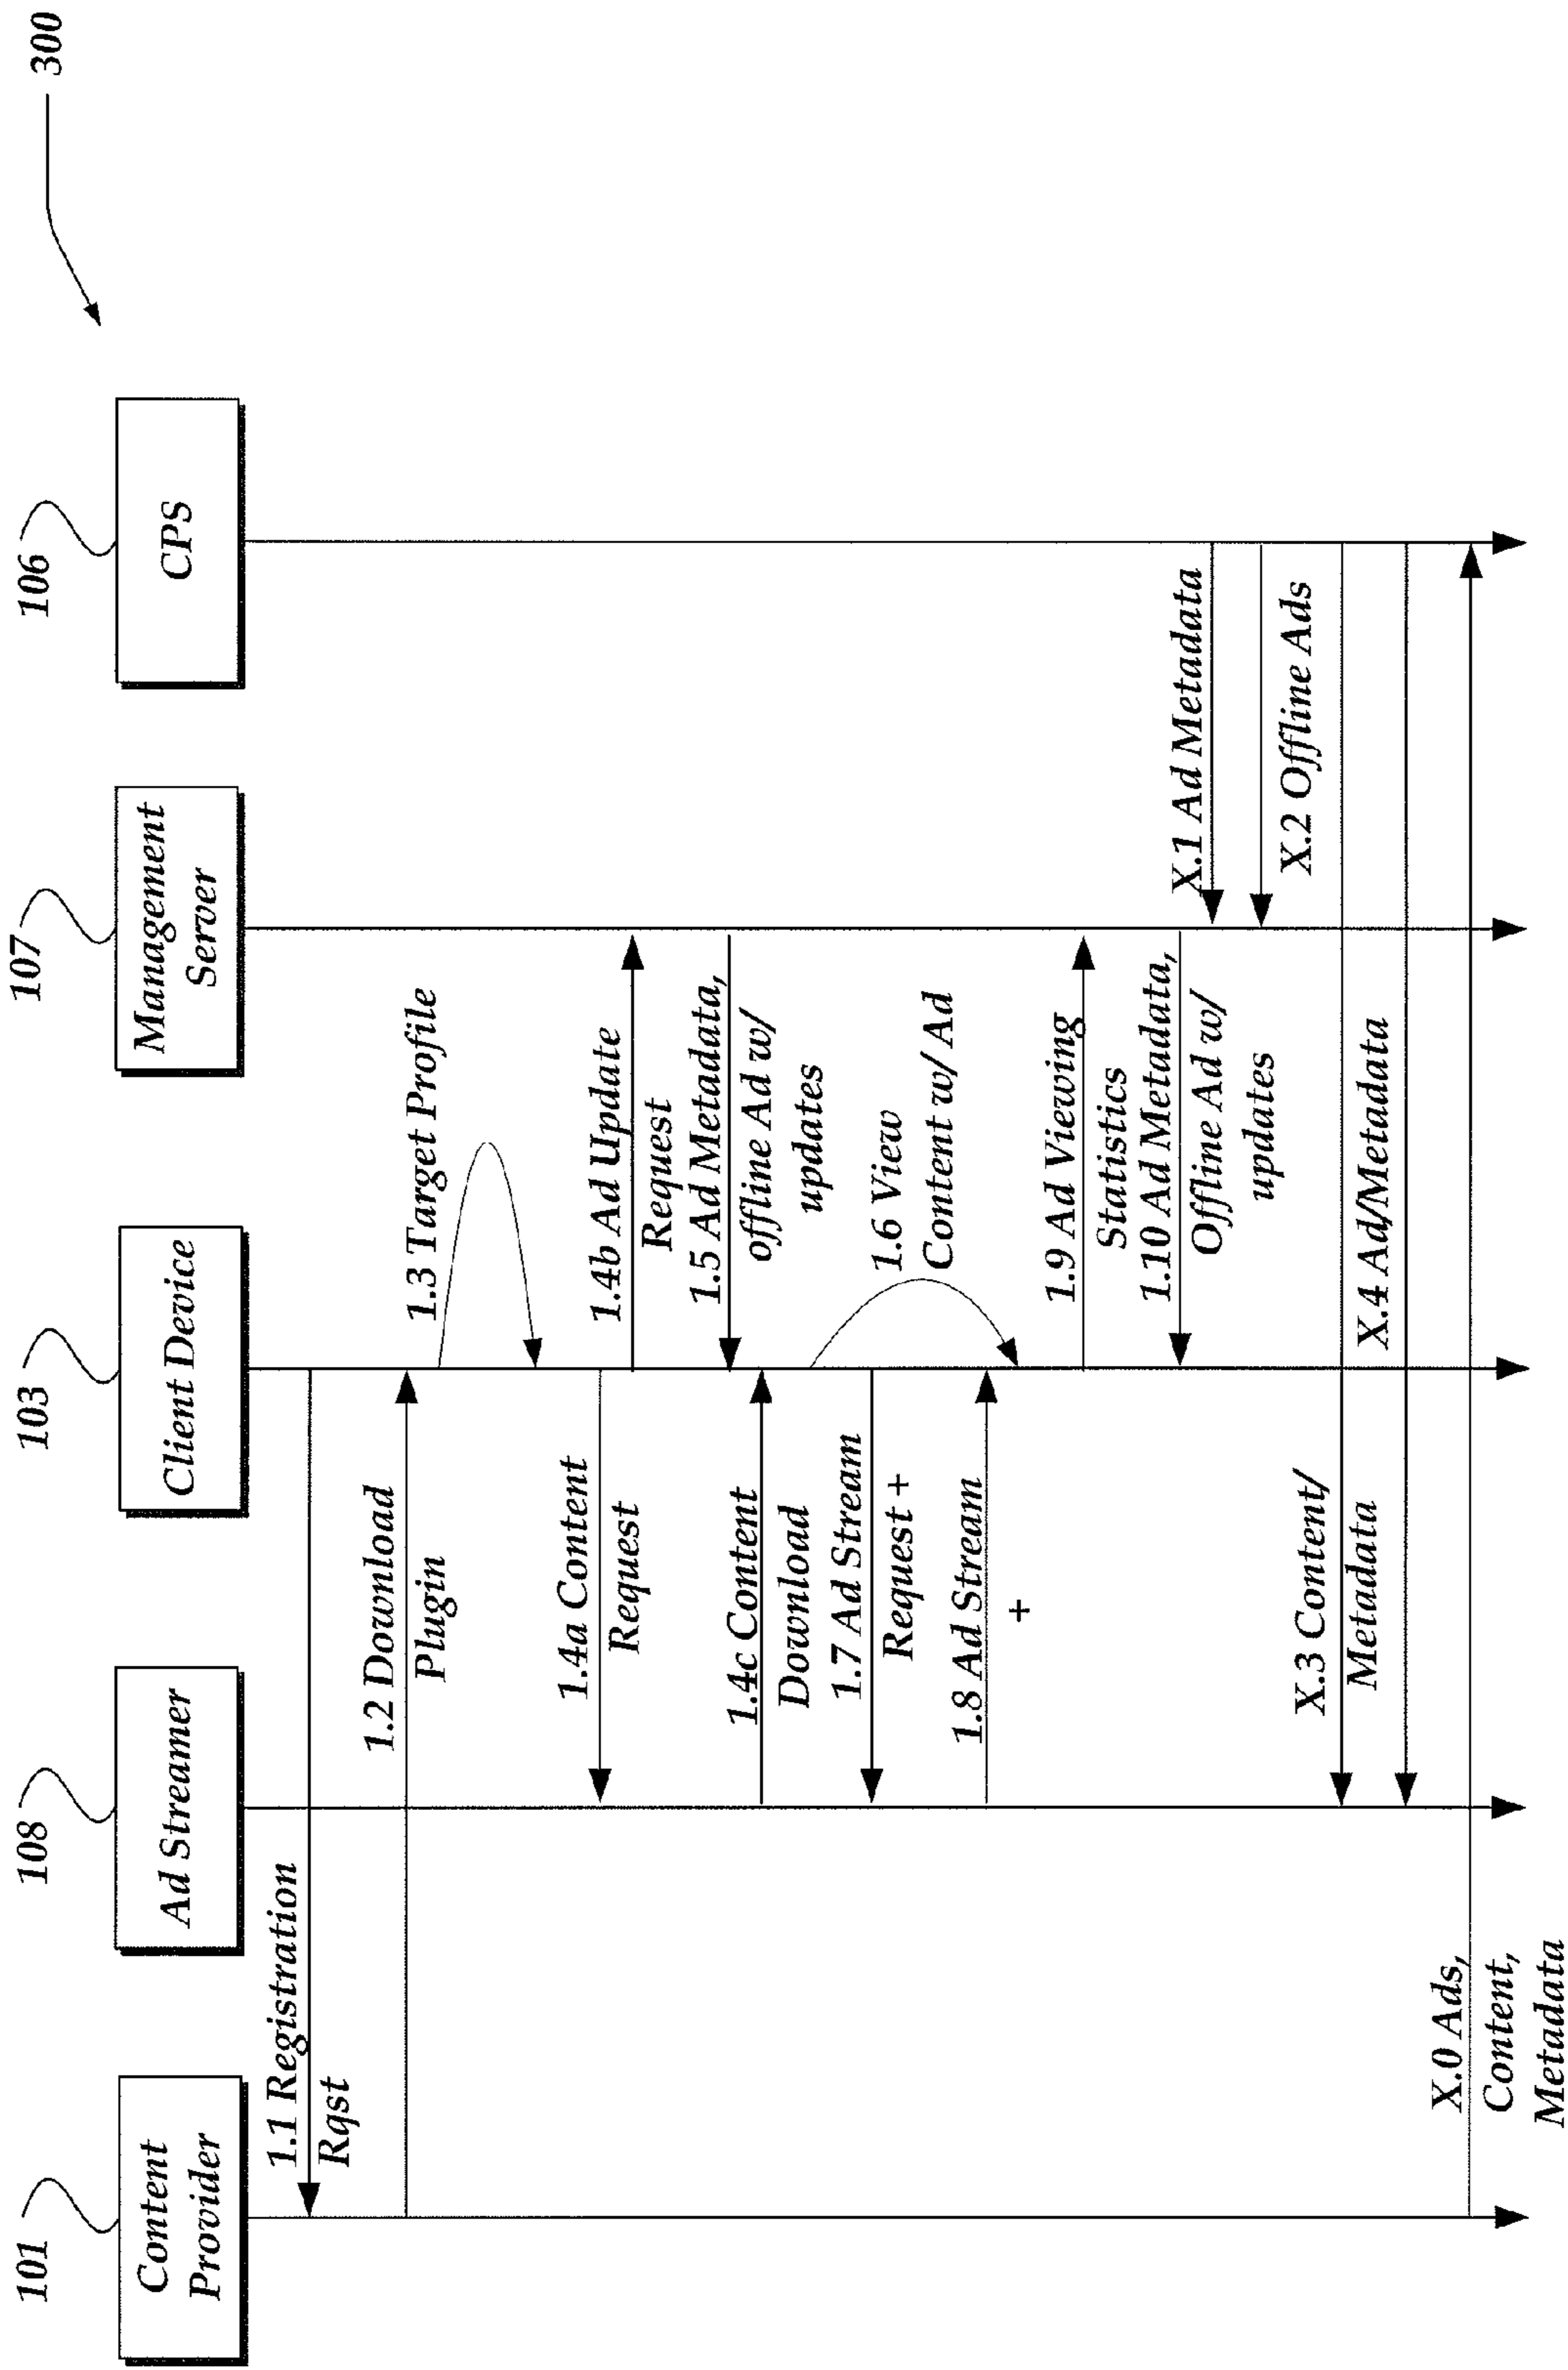 300
101
Content
Provider
108
Ad Streamer
103
Client Device
107
Management
Server
106
CPS
1.1 Registration
Rqst
1.2 Download
Plugin
1.3 Target Profile
1.4a Content
Request
1.4b Ad Update
Request
1.5 Ad Metadata,
offline Ad w/
updates
1.4c Content
Download
1.7 Ad Stream
Request +
1.6 View
Content w/ Ad
1.8 Ad Stream
+
1.9 Ad Viewing
Statistics
1.10 Ad Metadata,
Offline Ad w/
updates
X.1 Ad Metadata
X.2 Offline Ads
X.3 Content/
Metadata
X.4 Ad/Metadata
X.0 Ads,
Content,
Metadata